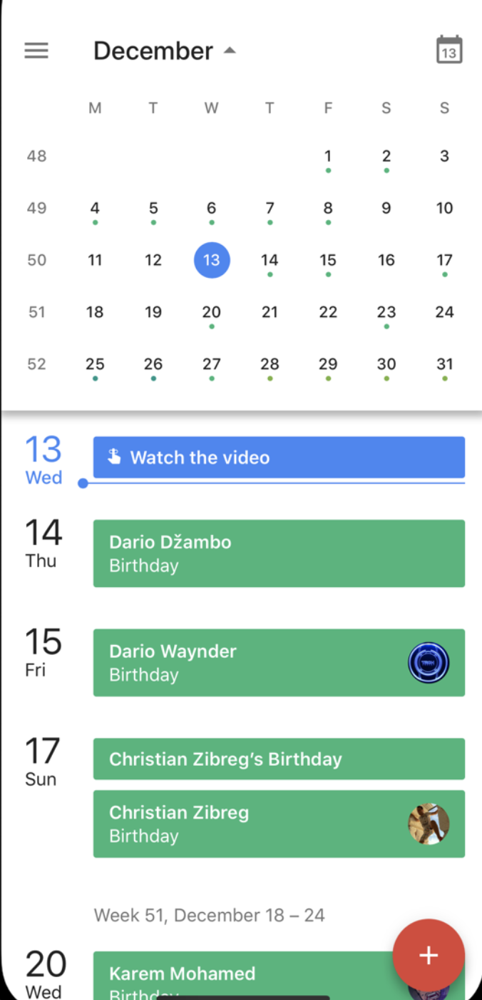 December
13
M T W T F S S
48 1 2 3
49 4 5 6 7 8 9 10
50 11 12 13 14 15 16 17
51 18 19 20 21 22 23 24
52 25 26 27 28 29 30 31
13
Wed
Watch the video
14
Thu
Dario Džambo
Birthday
15
Fri
Dario Waynder
Birthday
17
Sun
Christian Zibreg’s Birthday
Christian Zibreg
Birthday
Week 51, December 18 – 24
20
Wed
Karem Mohamed
Birthday
+